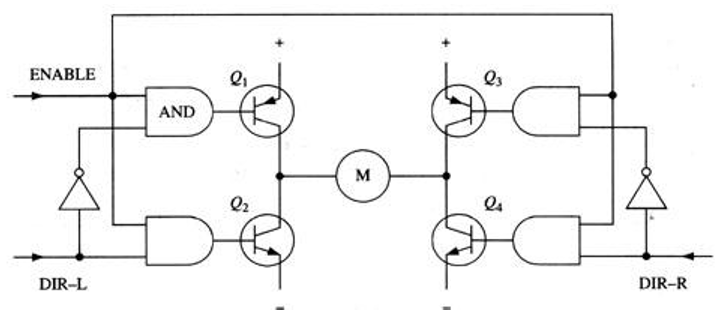 + +
ENABLE Q1 Q3
AND
M
Q2 Q4
DIR–L DIR–R
– –